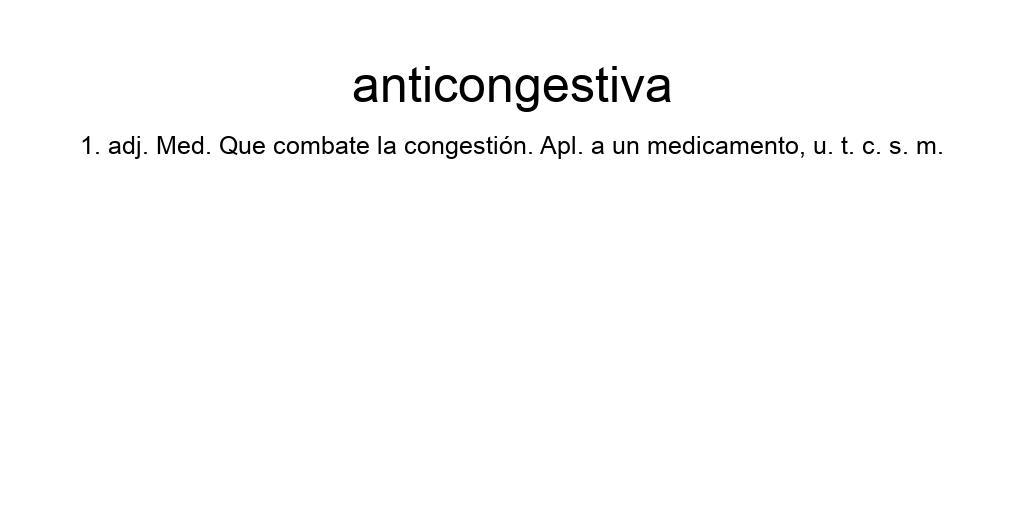 anticongestiva
1. adj. Med. Que combate la congestión. Apl. a un medicamento, u. t. c. s. m.